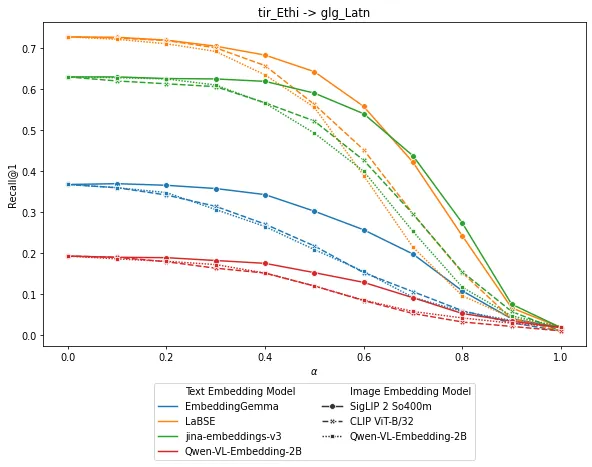 tir_Ethi -> glg_Latn
Recall@1
0.7
0.6
0.5
0.4
0.3
0.2
0.1
0.0
0.0 0.2 0.4 0.6 0.8 1.0
α
Text Embedding Model
EmbeddingGemma
LaBSE
jina-embeddings-v3
Qwen-VL-Embedding-2B
Image Embedding Model
SigLIP 2 So400m
CLIP ViT-B/32
Qwen-VL-Embedding-2B